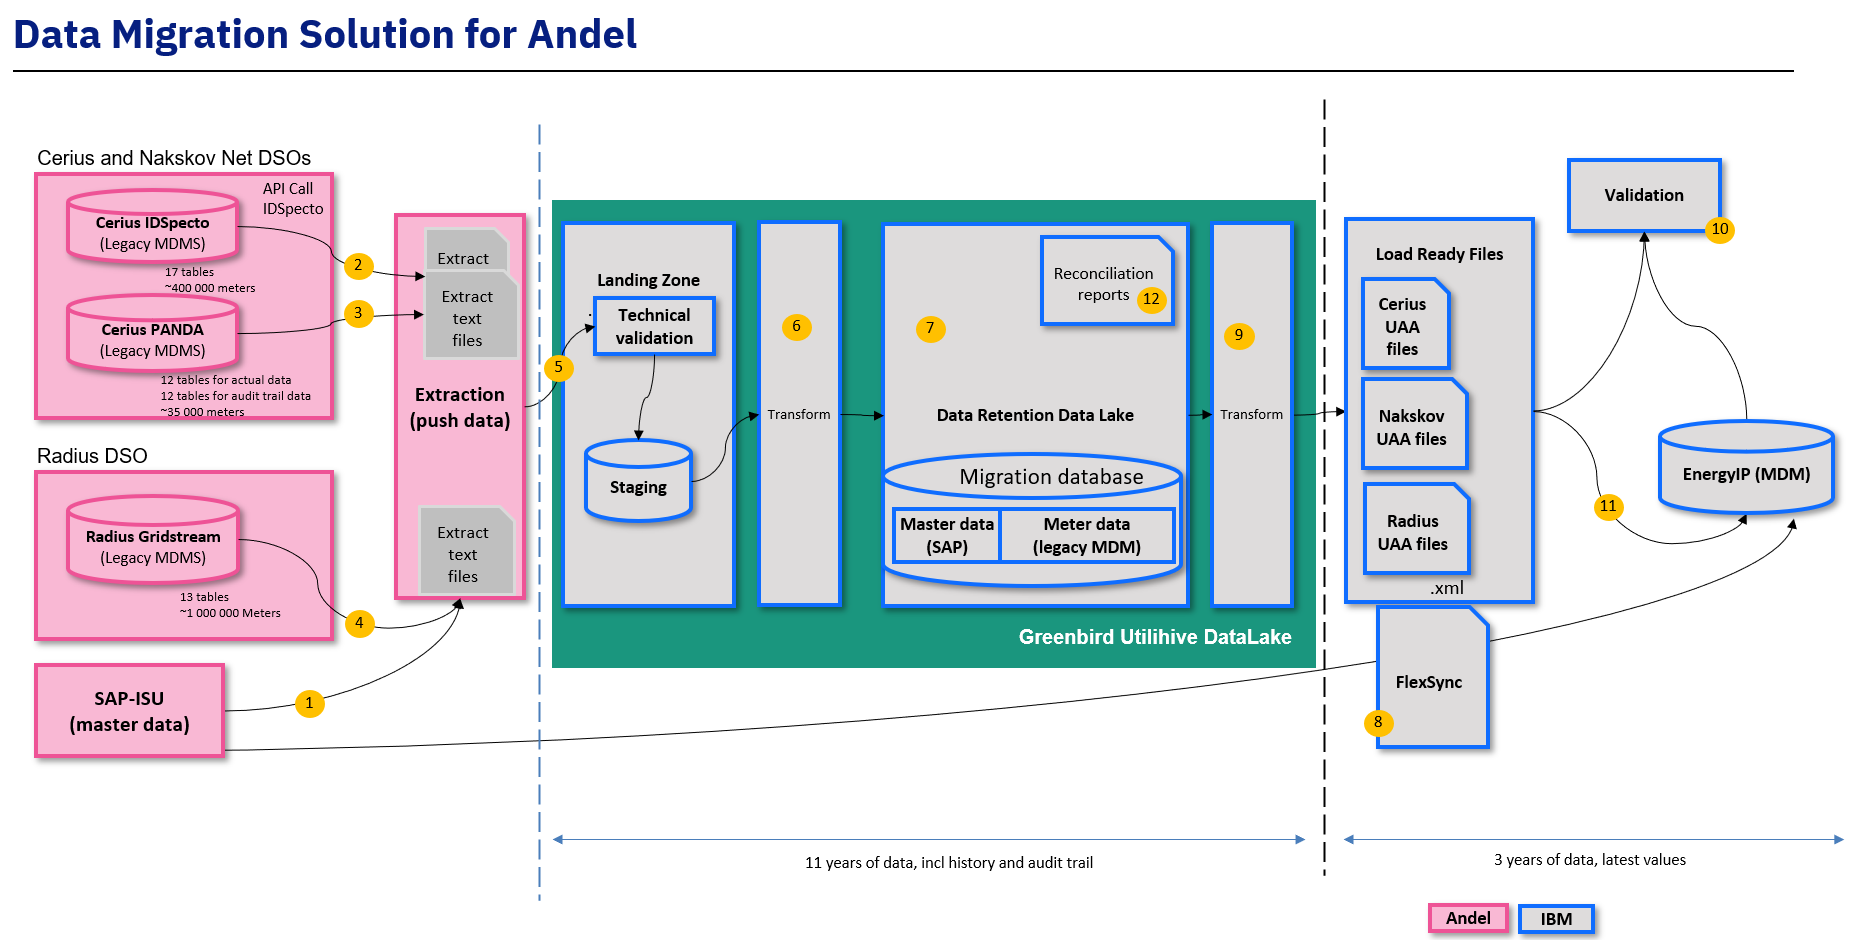 Data Migration Solution for Andel
Cerius and Nakskov Net DSOs
API Call
IDSpecto
Cerius IDSpecto
(Legacy MDMS)
17 tables
~400 000 meters
2
Cerius PANDA
(Legacy MDMS)
12 tables for actual data
12 tables for audit trail data
~35 000 meters
3
Radius DSO
Radius Gridstream
(Legacy MDMS)
13 tables
~1 000 000 Meters
4
SAP-ISU
(master data)
1
Extract
Extract
text
files
Extraction
(push data)
Extract
text
files
5
Landing Zone
Technical
validation
Staging
6
Transform
7
Reconciliation
reports
12
Data Retention Data Lake
Migration database
Master data
(SAP)
Meter data
(legacy MDM)
9
Transform
Greenbird Utilihive DataLake
Load Ready Files
Cerius
UAA
files
Nakskov
UAA files
Radius
UAA files
.xml
FlexSync
8
Validation
10
EnergyIP (MDM)
11
11 years of data, incl history and audit trail
3 years of data, latest values
Andel
IBM